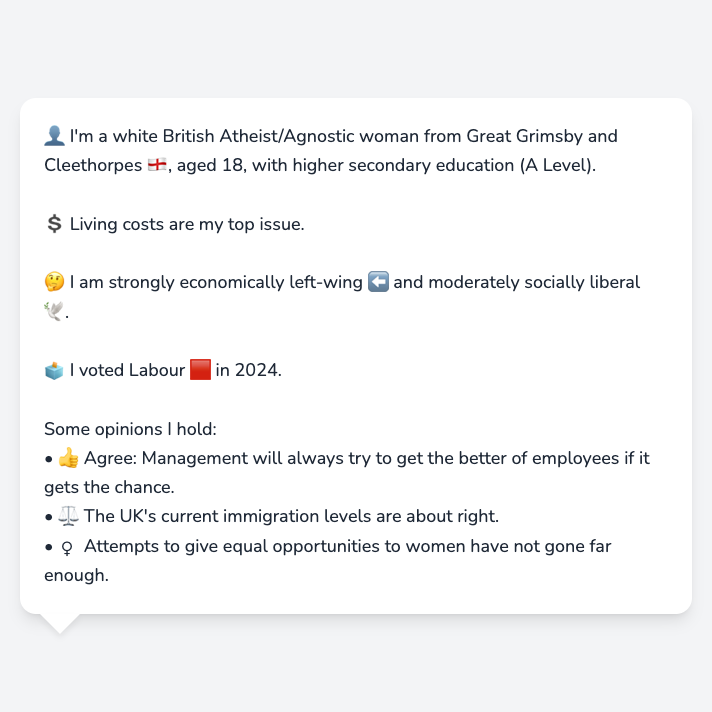 👤 I'm a white British Atheist/Agnostic woman from Great Grimsby and
Cleethorpes 🏴󠁧󠁢󠁥󠁮󠁧󠁿, aged 18, with higher secondary education (A Level).
💲 Living costs are my top issue.
🤔 I am strongly economically left-wing ⬅️ and moderately socially liberal
🕊️.
🗳️ I voted Labour 🟥 in 2024.
Some opinions I hold:
• 👍 Agree: Management will always try to get the better of employees if it
gets the chance.
• ⚖️ The UK's current immigration levels are about right.
• ♀ Attempts to give equal opportunities to women have not gone far
enough.